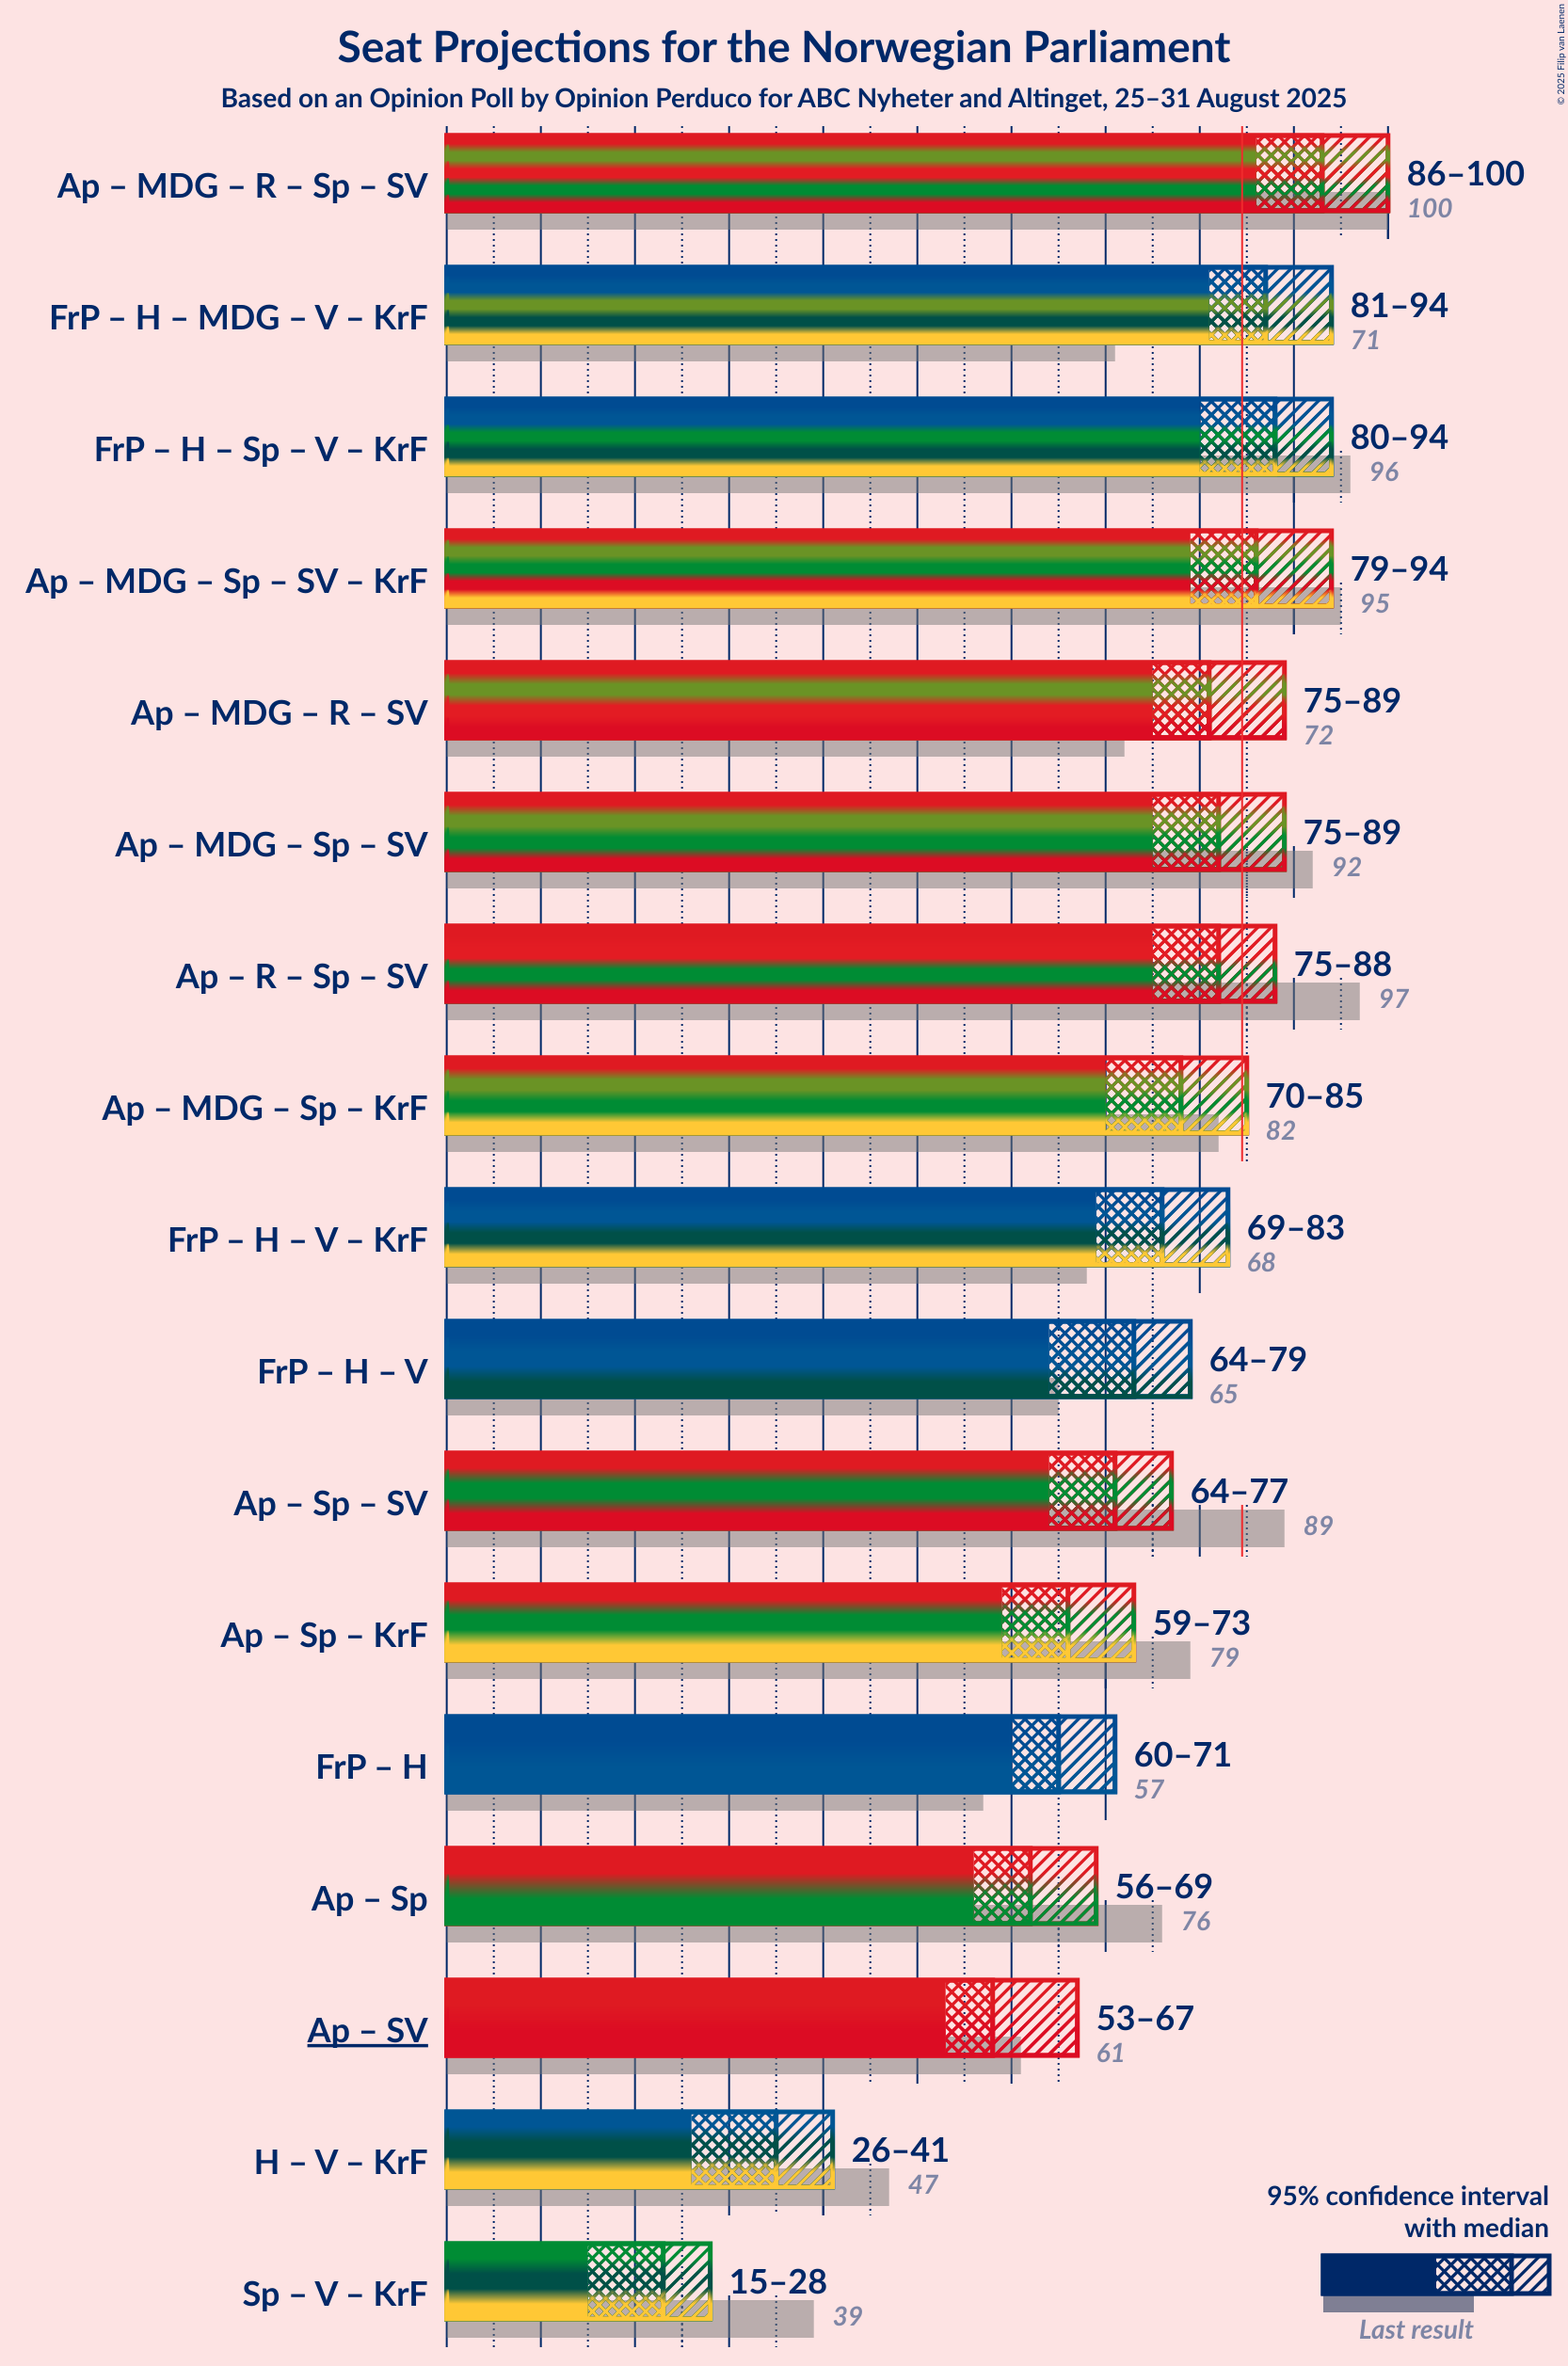 © 2025 Filip van Laenen
Seat Projections for the Norwegian Parliament
Based on an Opinion Poll by Opinion Perduco for ABC Nyheter and Altinget, 25–31 August 2025
Ap – MDG – R – Sp – SV
86–100
100
FrP – H – MDG – V – KrF
81–94
71
FrP – H – Sp – V – KrF
80–94
96
Ap – MDG – Sp – SV – KrF
79–94
95
Ap – MDG – R – SV
75–89
72
Ap – MDG – Sp – SV
75–89
92
Ap – R – Sp – SV
75–88
97
Ap – MDG – Sp – KrF
70–85
82
FrP – H – V – KrF
69–83
68
FrP – H – V
64–79
65
Ap – Sp – SV
64–77
89
Ap – Sp – KrF
59–73
79
FrP – H
60–71
57
Ap – Sp
56–69
76
Ap – SV
53–67
61
H – V – KrF
26–41
47
Sp – V – KrF
15–28
39
95% confidence interval
with median
Last result